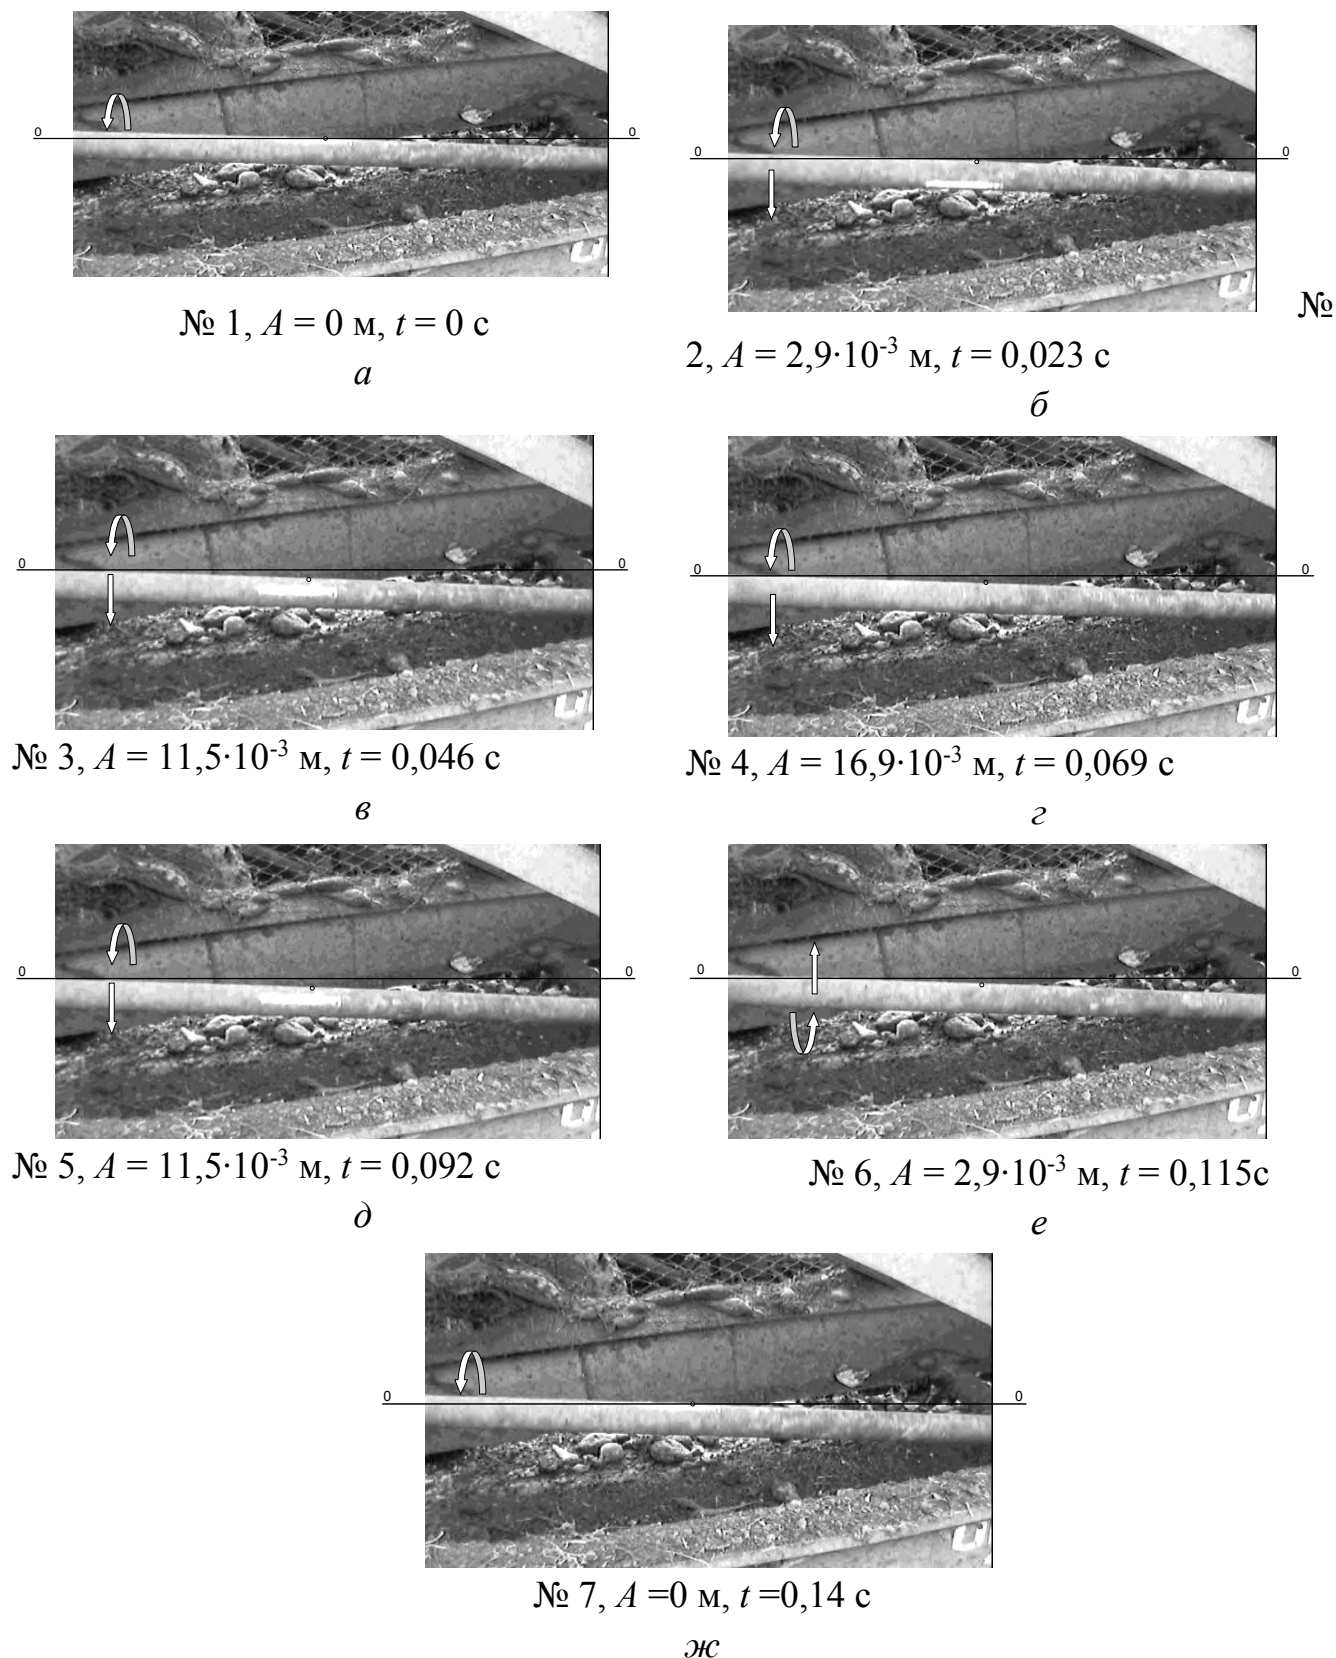 0 0
0 0
№ 1, A = 0 м, t = 0 с
а
№
2, A = 2,9·10⁻³ м, t = 0,023 с
б
0 0
0 0
№ 3, A = 11,5·10⁻³ м, t = 0,046 с
в
№ 4, A = 16,9·10⁻³ м, t = 0,069 с
г
0 0
0 0
№ 5, A = 11,5·10⁻³ м, t = 0,092 с
д
№ 6, A = 2,9·10⁻³ м, t = 0,115с
е
0 0
№ 7, A =0 м, t =0,14 с
ж